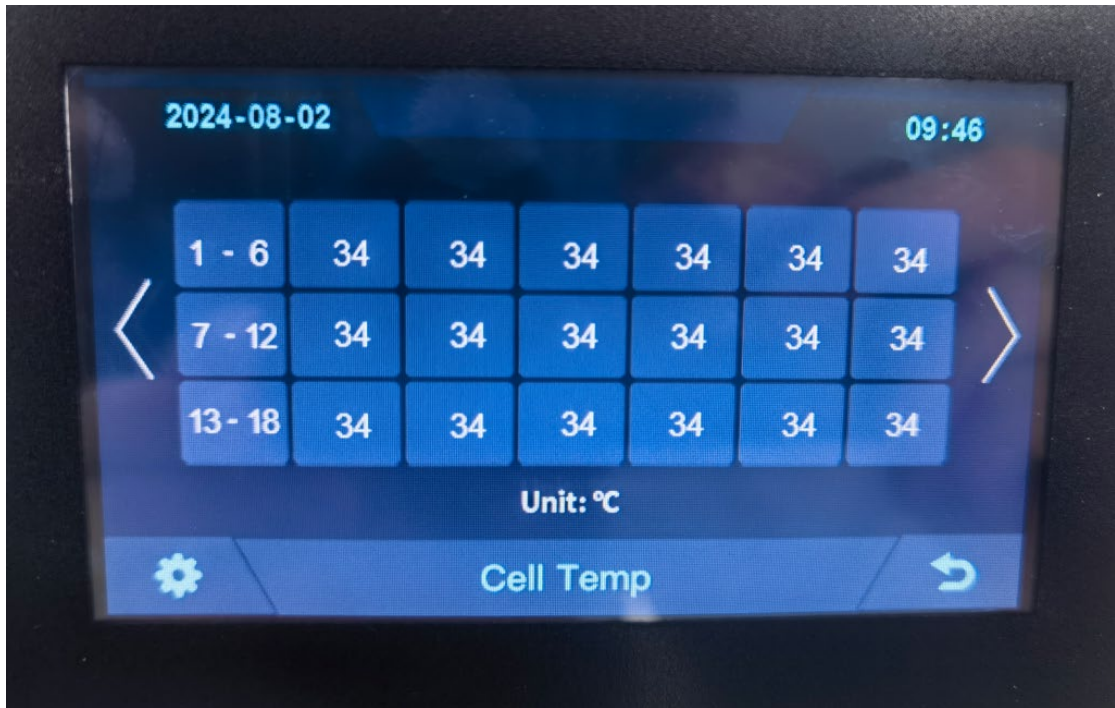 2024-08-02 09:46
1 - 6 34 34 34 34 34 34
7 - 12 34 34 34 34 34 34
13 - 18 34 34 34 34 34 34
Unit: ℃
Cell Temp